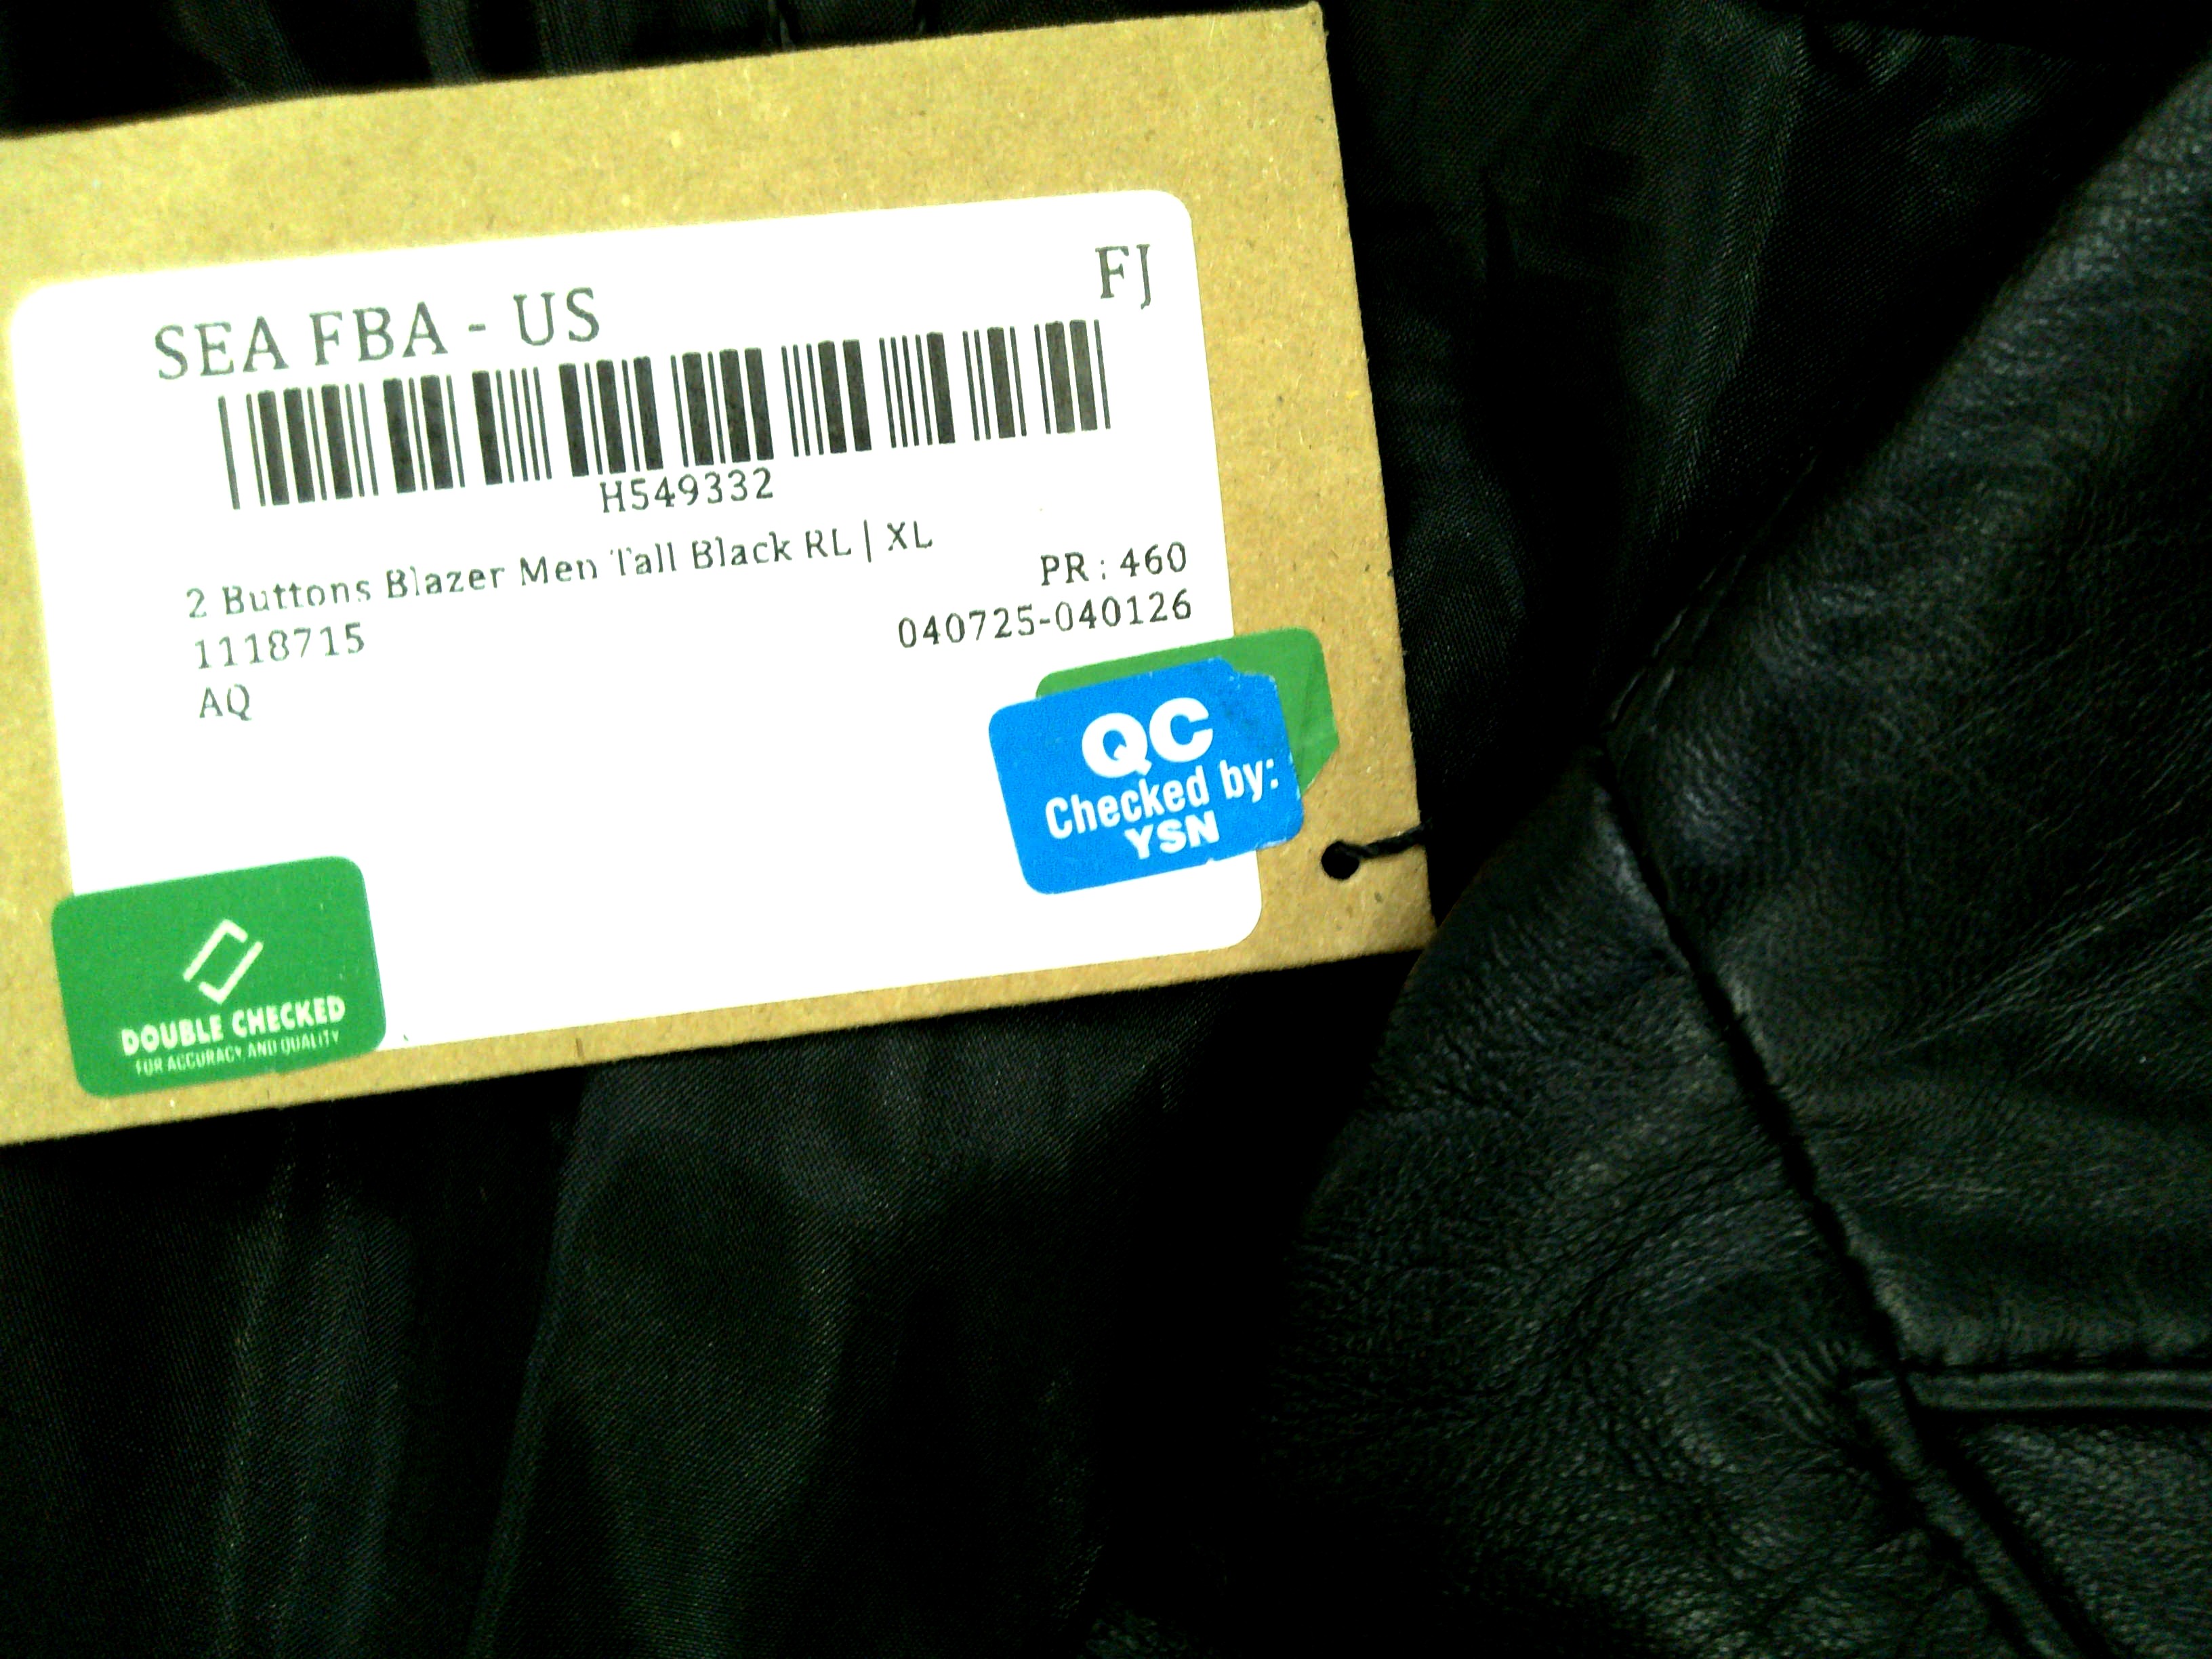 SEA FBA - US
FJ
H549332
2 Buttons Blazer Men Tall Black RL | XL
PR : 460
1118715
040725-040126
AQ
QC
Checked by:
YSN
DOUBLE CHECKED
FOR ACCURACY AND QUALITY